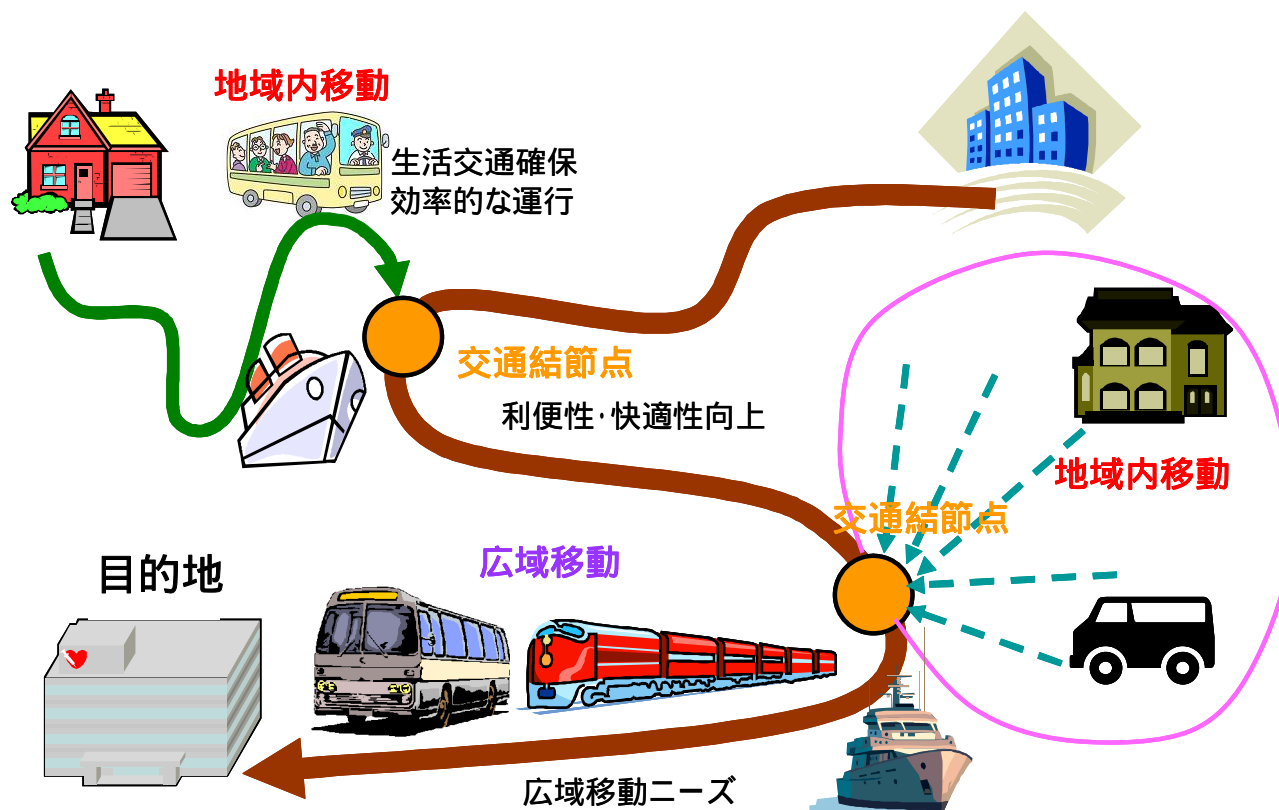 地域内移動
生活交通確保
効率的な運行
交通結節点
利便性・快適性向上
地域内移動
交通結節点
広域移動
目的地
広域移動ニーズ